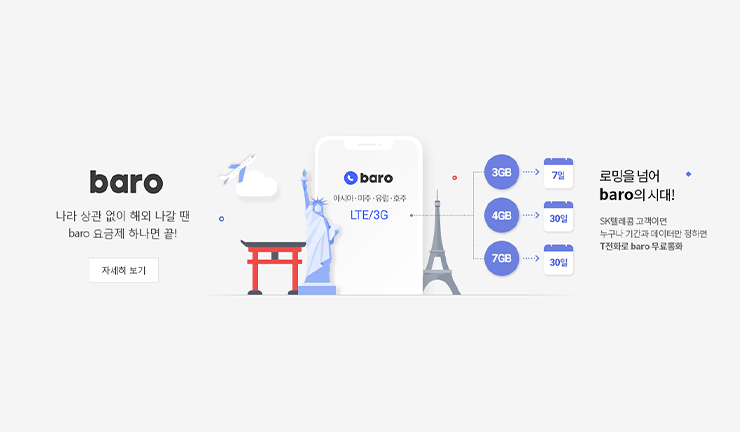 baro
나라 상관 없이 해외 나갈 땐
baro 요금제 하나면 끝!
자세히 보기
baro
아시아·미주·유럽·호주
LTE/3G
3GB
7일
4GB
30일
7GB
30일
로밍을 넘어
baro의 시대!
SK텔레콤 고객이면
누구나 기간과 데이터만 정하면
T전화로 baro 무료통화